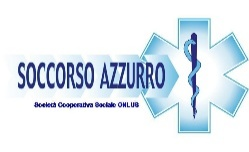 SOCCORSO AZZURRO
Società Cooperativa Sociale ONLUS